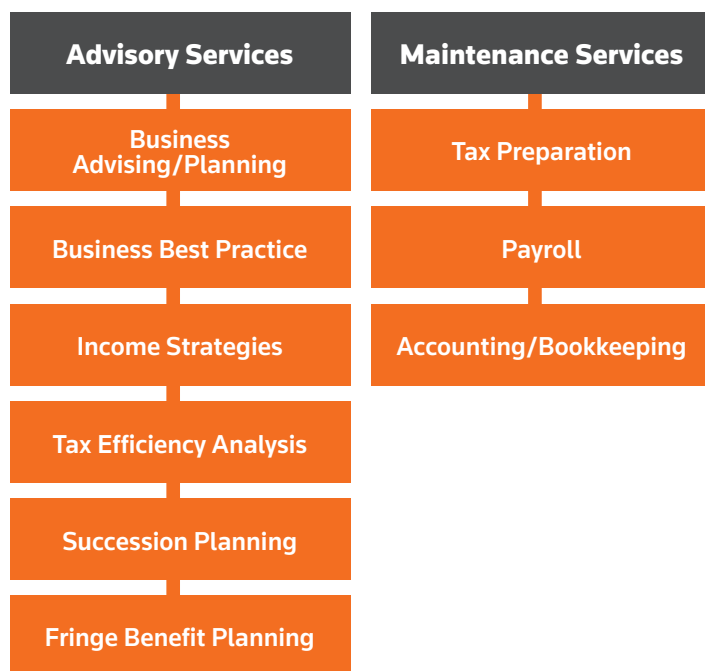 Advisory Services
Business
Advising/Planning
Business Best Practice
Income Strategies
Tax Efficiency Analysis
Succession Planning
Fringe Benefit Planning
Maintenance Services
Tax Preparation
Payroll
Accounting/Bookkeeping